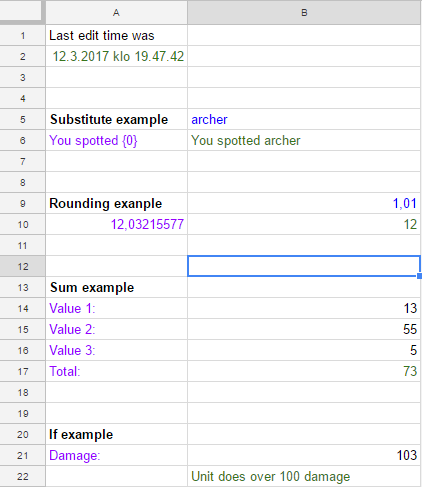 A B
1 Last edit time was
2 12.3.2017 klo 19.47.42
3
4
5 Substitute example archer
6 You spotted {0} You spotted archer
7
8
9 Rounding exanple 1,01
10 12,03215577 12
11
12
13 Sum example
14 Value 1: 13
15 Value 2: 55
16 Value 3: 5
17 Total: 73
18
19
20 If example
21 Damage: 103
22 Unit does over 100 damage